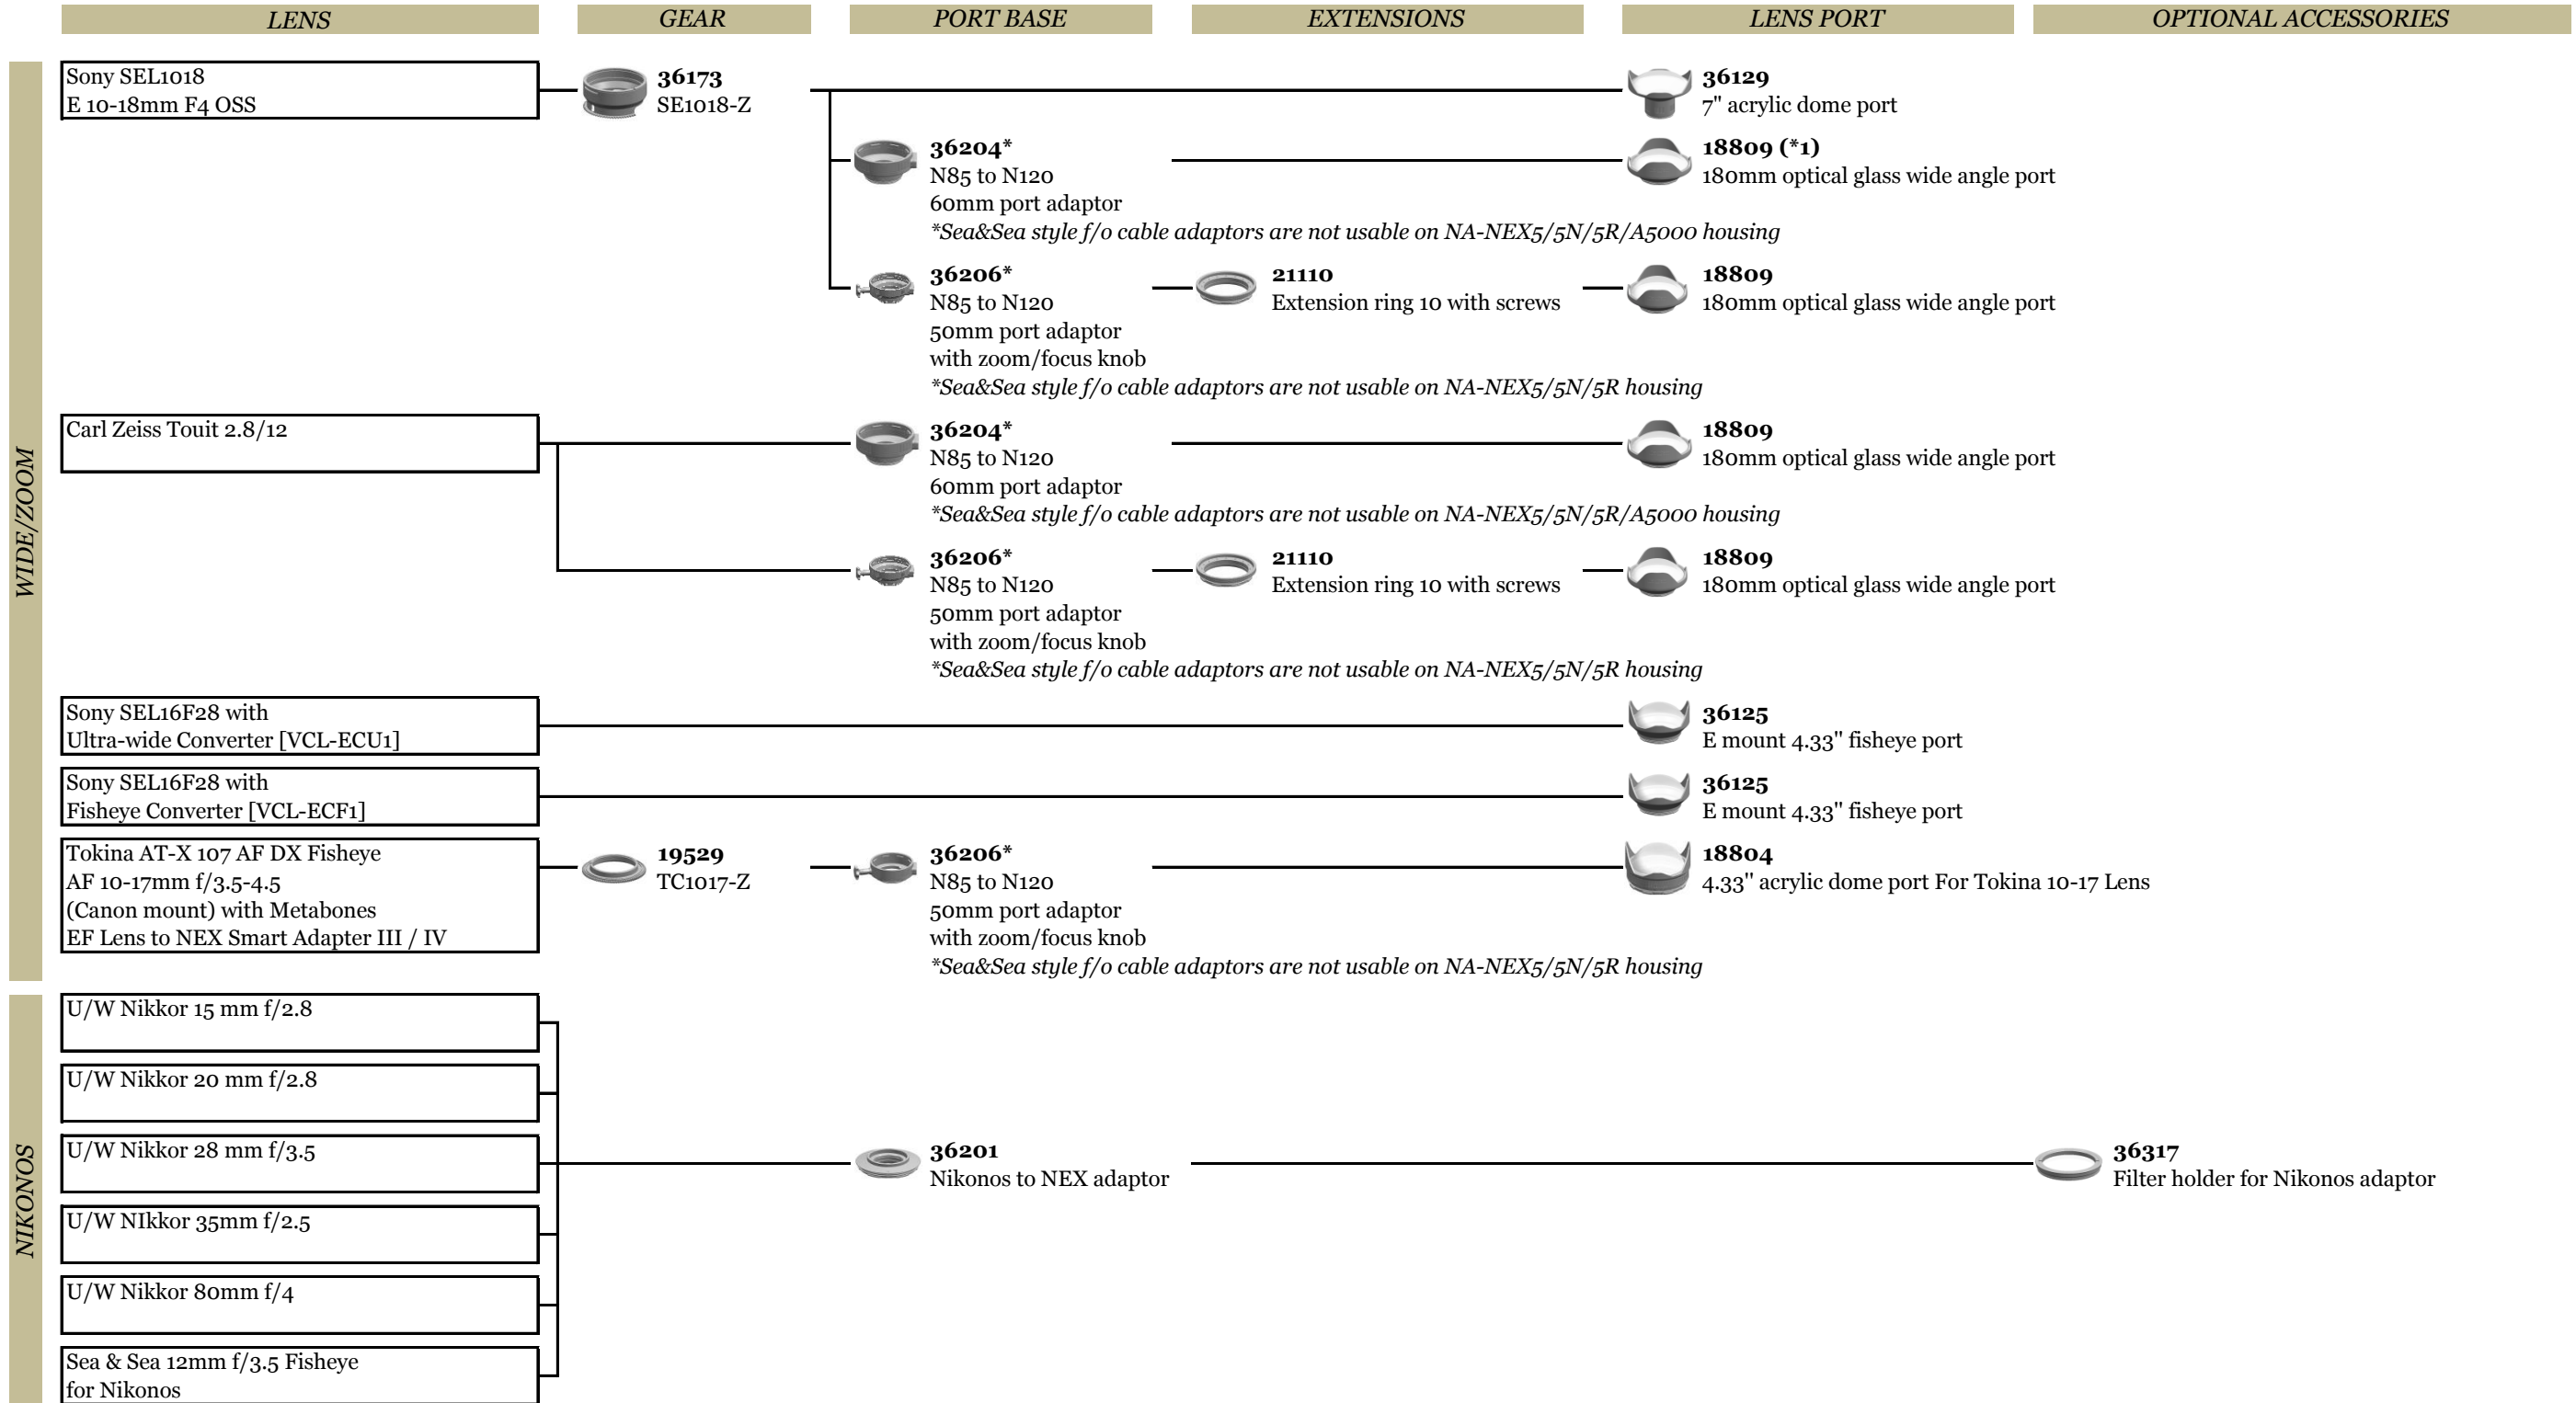 LENS GEAR PORT BASE EXTENSIONS LENS PORT OPTIONAL ACCESSORIES
WIDE/ZOOM
Sony SEL1018
E 10-18mm F4 OSS
36173
SE1018-Z
36129
7" acrylic dome port
36204*
N85 to N120
60mm port adaptor
*Sea&Sea style f/o cable adaptors are not usable on NA-NEX5/5N/5R/A5000 housing
18809 (*1)
180mm optical glass wide angle port
36206*
N85 to N120
50mm port adaptor
with zoom/focus knob
*Sea&Sea style f/o cable adaptors are not usable on NA-NEX5/5N/5R housing
21110
Extension ring 10 with screws
18809
180mm optical glass wide angle port
Carl Zeiss Touit 2.8/12
36204*
N85 to N120
60mm port adaptor
*Sea&Sea style f/o cable adaptors are not usable on NA-NEX5/5N/5R/A5000 housing
18809
180mm optical glass wide angle port
36206*
N85 to N120
50mm port adaptor
with zoom/focus knob
*Sea&Sea style f/o cable adaptors are not usable on NA-NEX5/5N/5R housing
21110
Extension ring 10 with screws
18809
180mm optical glass wide angle port
Sony SEL16F28 with
Ultra-wide Converter [VCL-ECU1]
36125
E mount 4.33" fisheye port
Sony SEL16F28 with
Fisheye Converter [VCL-ECF1]
36125
E mount 4.33" fisheye port
Tokina AT-X 107 AF DX Fisheye
AF 10-17mm f/3.5-4.5
(Canon mount) with Metabones
EF Lens to NEX Smart Adapter III / IV
19529
TC1017-Z
36206*
N85 to N120
50mm port adaptor
with zoom/focus knob
*Sea&Sea style f/o cable adaptors are not usable on NA-NEX5/5N/5R housing
18804
4.33" acrylic dome port For Tokina 10-17 Lens
NIKONOS
U/W Nikkor 15 mm f/2.8
U/W Nikkor 20 mm f/2.8
U/W Nikkor 28 mm f/3.5
U/W NIkkor 35mm f/2.5
U/W Nikkor 80mm f/4
Sea & Sea 12mm f/3.5 Fisheye
for Nikonos
36201
Nikonos to NEX adaptor
36317
Filter holder for Nikonos adaptor